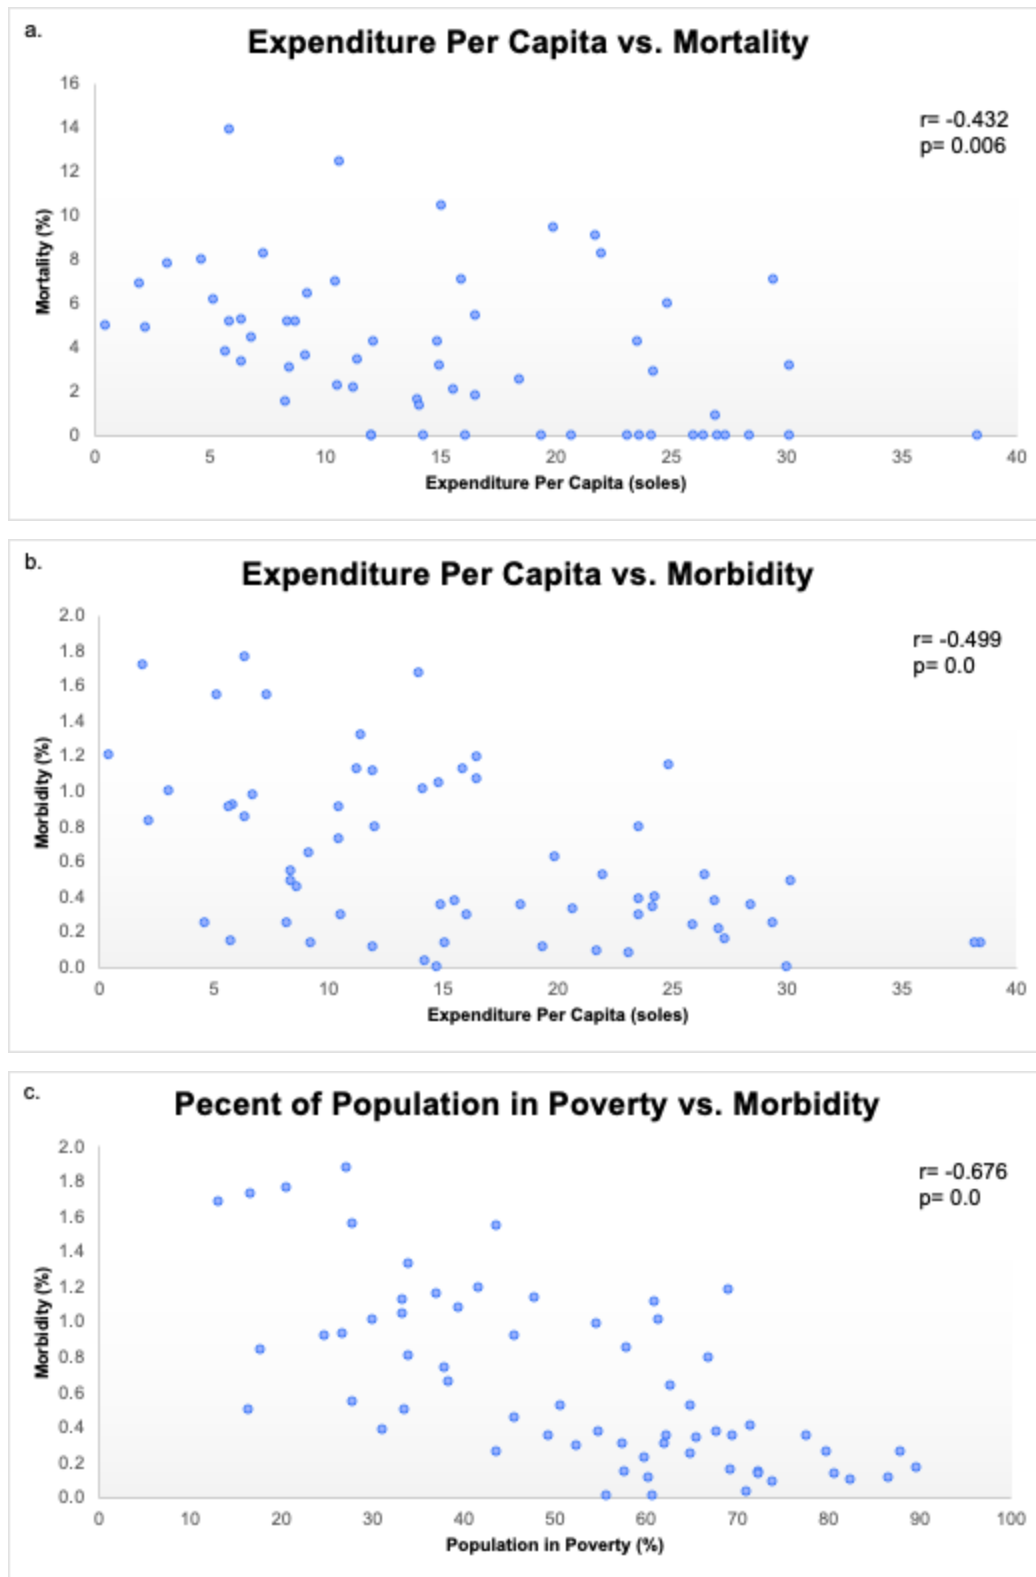 a.
Expenditure Per Capita vs. Mortality
r= -0.432
p= 0.006
16
14
12
10
8
6
4
2
0
Mortality (%)
0 5 10 15 20 25 30 35 40
Expenditure Per Capita (soles)
b.
Expenditure Per Capita vs. Morbidity
r= -0.499
p= 0.0
2.0
1.8
1.6
1.4
1.2
1.0
0.8
0.6
0.4
0.2
0.0
Morbidity (%)
0 5 10 15 20 25 30 35 40
Expenditure Per Capita (soles)
c.
Pecent of Population in Poverty vs. Morbidity
r= -0.676
p= 0.0
2.0
1.8
1.6
1.4
1.2
1.0
0.8
0.6
0.4
0.2
0.0
Morbidity (%)
0 10 20 30 40 50 60 70 80 90 100
Population in Poverty (%)